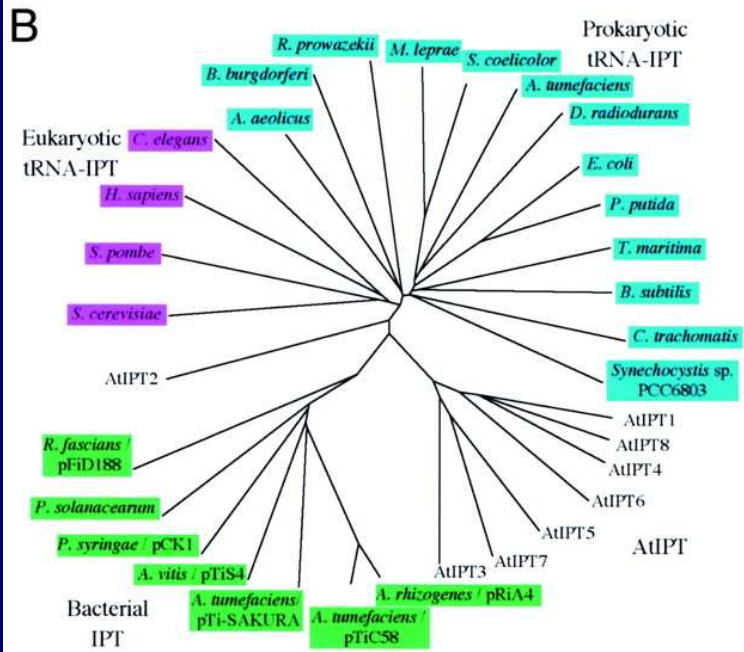 B
Prokaryotic
tRNA-IPT
R. prowazekii
M. leprae
S. coelicolor
B. burgdorferi
A. tumefaciens
A. aeolicus
D. radiodurans
Eukaryotic
tRNA-IPT
C. elegans
E. coli
H. sapiens
P. putida
S. pombe
T. maritima
B. subtilis
S. cerevisiae
C. trachomatis
AtIPT2
Synechocystis sp.
PCC6803
AtIPT1
R. fascians /
pFiD188
AtIPT8
AtIPT4
AtIPT6
P. solanacearum
AtIPT5
P. syringae / pCK1
AtIPT
AtIPT7
AtIPT3
A. vitis / pTiS4
A. rhizogenes / pRiA4
A. tumefaciens/
pTi-SAKURA
Bacterial
IPT
A. tumefaciens /
pTiC58